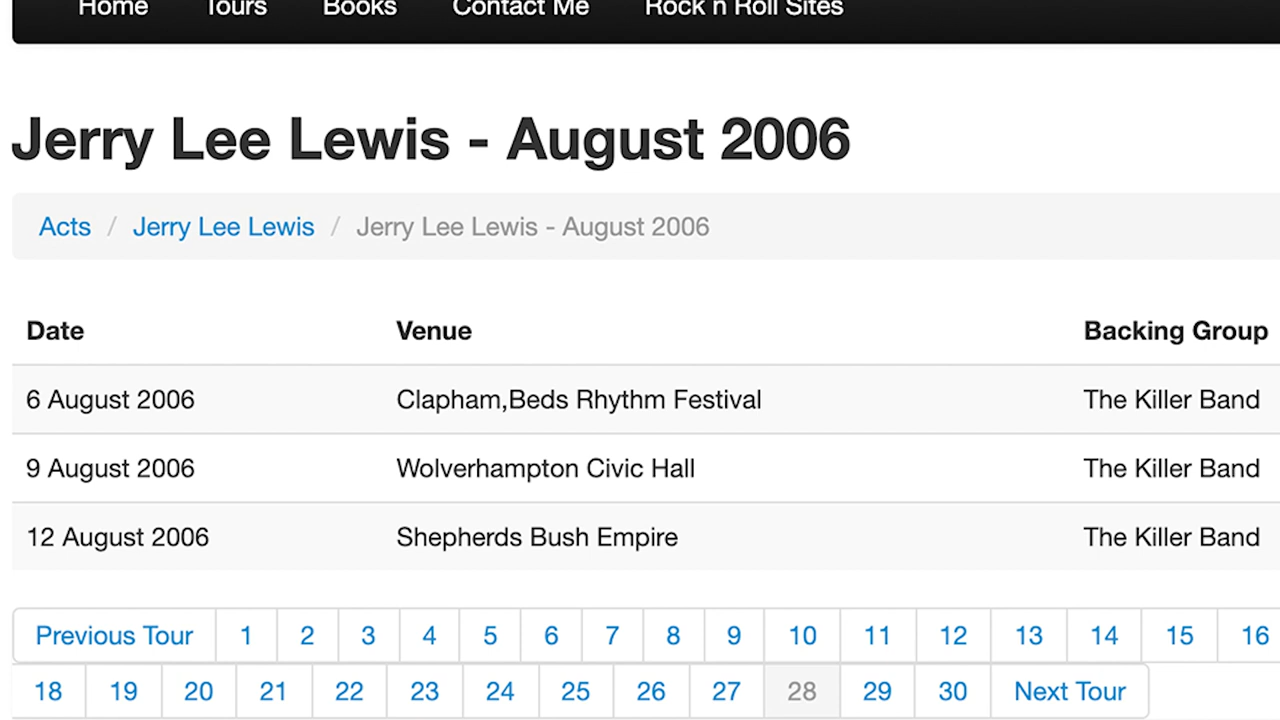 Home Tours Books Contact Me Rock n Roll Sites
Jerry Lee Lewis - August 2006
Acts / Jerry Lee Lewis / Jerry Lee Lewis - August 2006
Date Venue Backing Group
6 August 2006 Clapham,Beds Rhythm Festival The Killer Band
9 August 2006 Wolverhampton Civic Hall The Killer Band
12 August 2006 Shepherds Bush Empire The Killer Band
Previous Tour 1 2 3 4 5 6 7 8 9 10 11 12 13 14 15 16
18 19 20 21 22 23 24 25 26 27 28 29 30 Next Tour